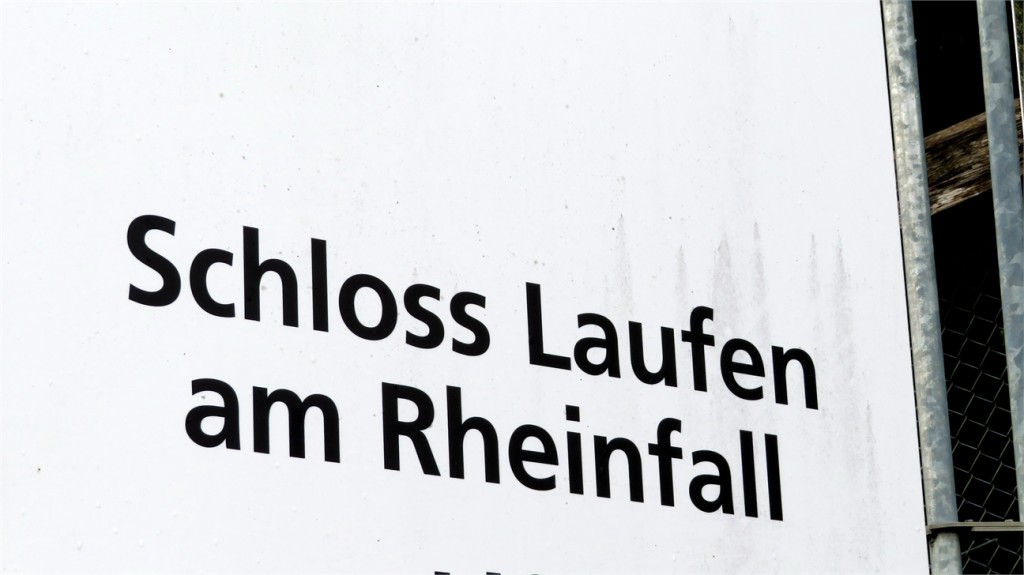 Schloss Laufen
am Rheinfall